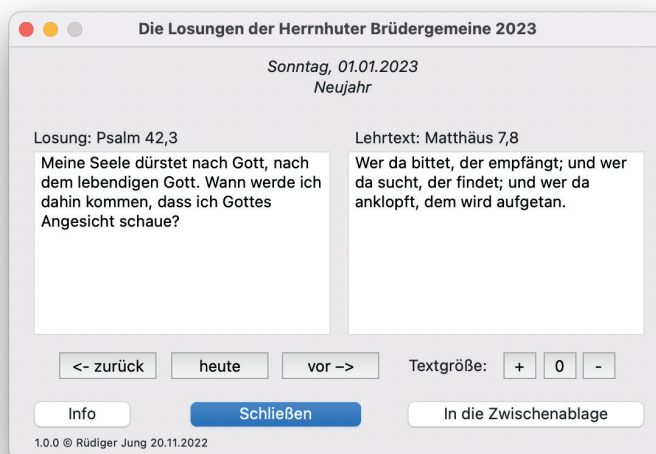 Die Losungen der Herrnhuter Brüdergemeine 2023
Sonntag, 01.01.2023
Neujahr
Losung: Psalm 42,3
Meine Seele dürstet nach Gott, nach
dem lebendigen Gott. Wann werde ich
dahin kommen, dass ich Gottes
Angesicht schaue?
Lehrtext: Matthäus 7,8
Wer da bittet, der empfängt; und wer
da sucht, der findet; und wer da
anklopft, dem wird aufgetan.
<- zurück heute vor –> Textgröße: + 0 -
Info Schließen In die Zwischenablage
1.0.0 © Rüdiger Jung 20.11.2022